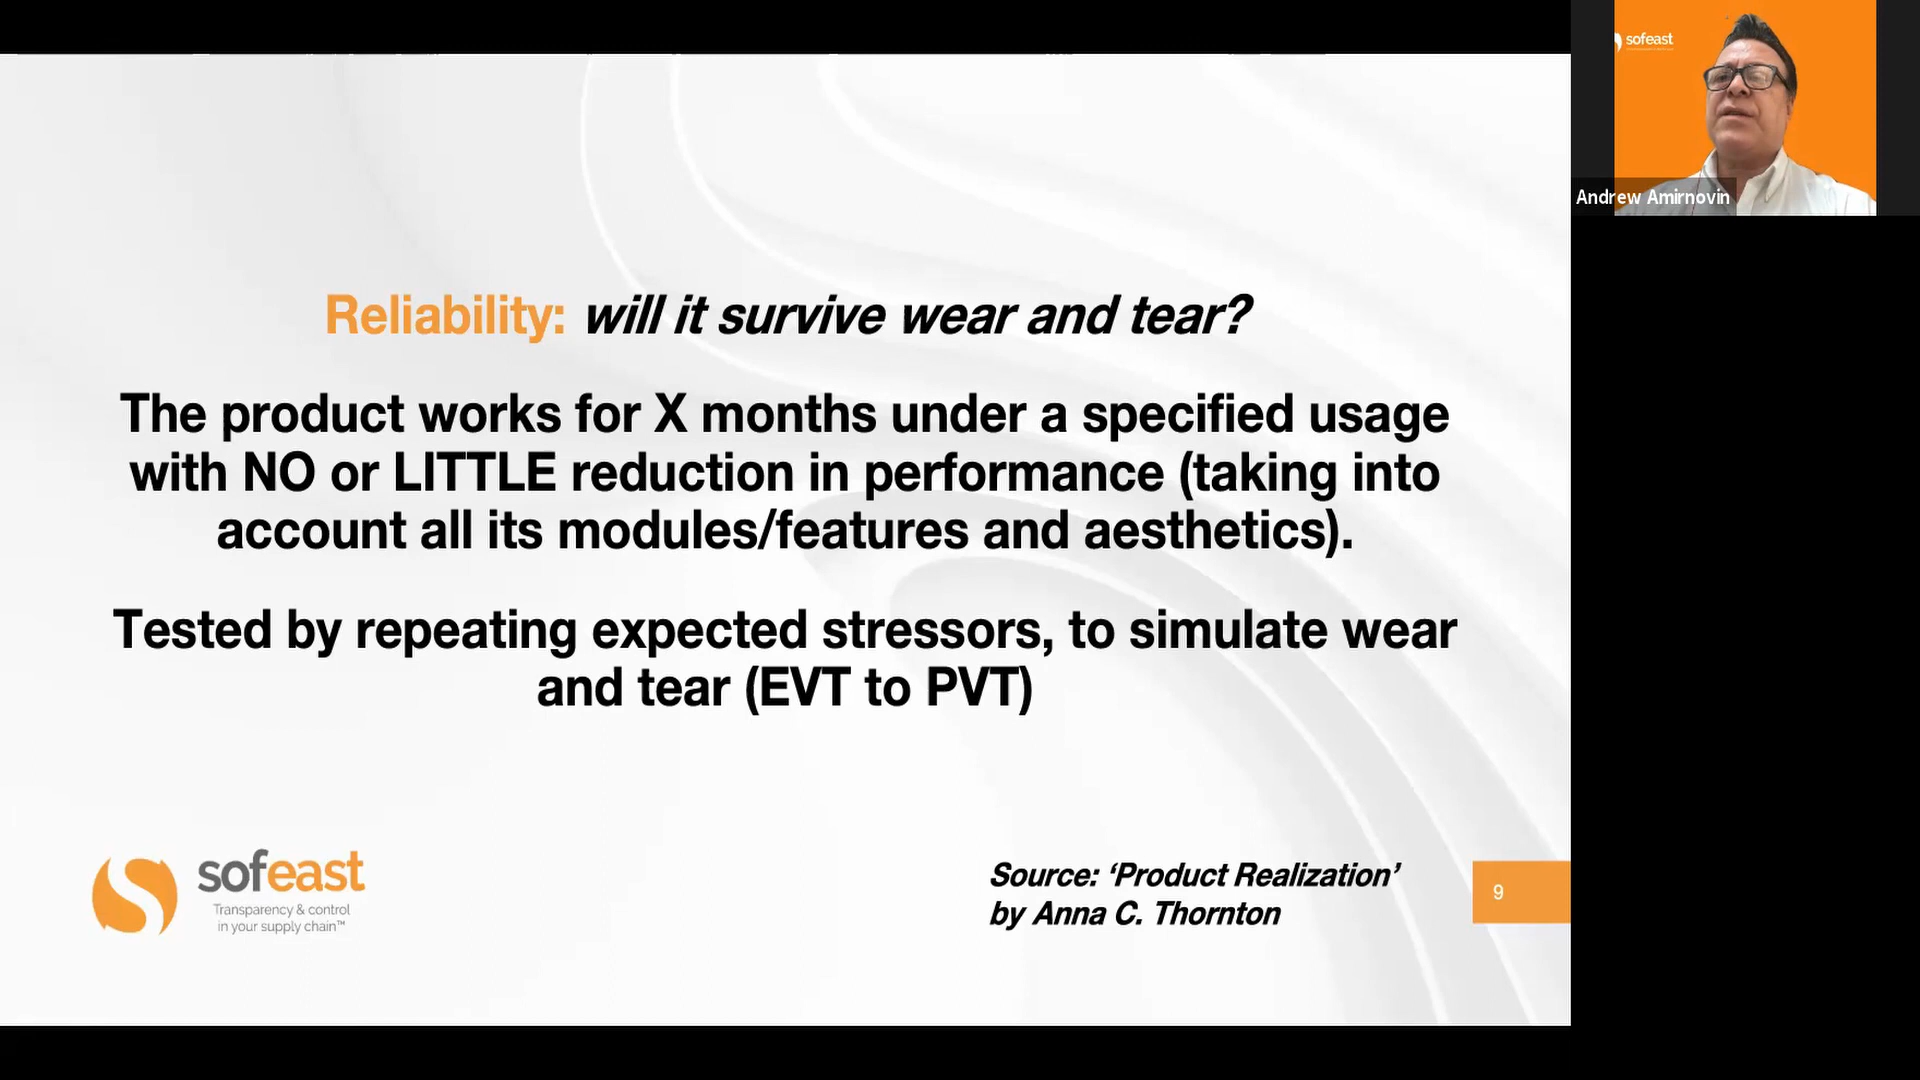 Reliability: will it survive wear and tear?
The product works for X months under a specified usage
with NO or LITTLE reduction in performance (taking into
account all its modules/features and aesthetics).
Tested by repeating expected stressors, to simulate wear
and tear (EVT to PVT)
sofeast
Transparency & control
in your supply chain™
Source: ‘Product Realization’
by Anna C. Thornton
9
sofeast
Andrew Amirnovin